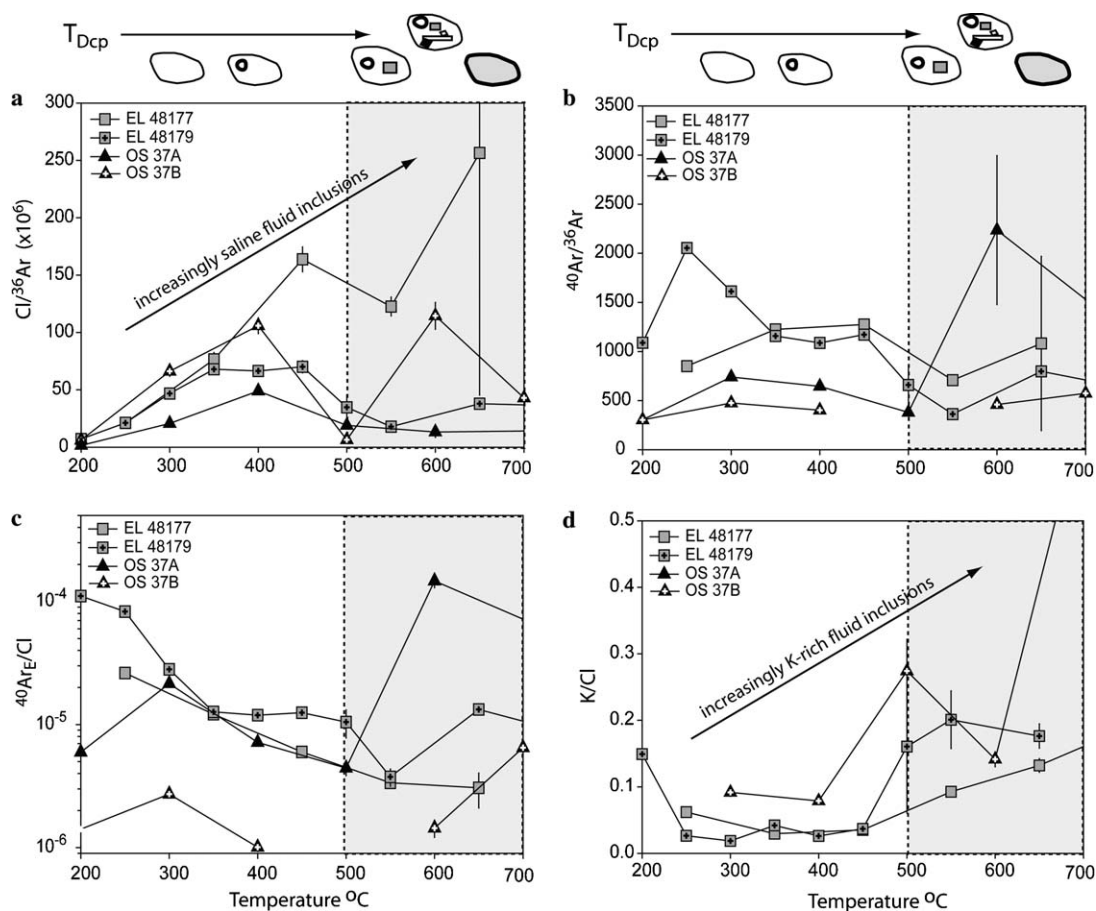 T_Dcp
T_Dcp
a
Cl/³⁶Ar (x10⁶)
300
250
200
150
100
50
0
EL 48177
EL 48179
OS 37A
OS 37B
increasingly saline fluid inclusions
200 300 400 500 600 700
b
⁴⁰Ar/³⁶Ar
3500
3000
2500
2000
1500
1000
500
0
EL 48177
EL 48179
OS 37A
OS 37B
200 300 400 500 600 700
c
⁴⁰Ar_E/Cl
10⁻⁴
10⁻⁵
10⁻⁶
EL 48177
EL 48179
OS 37A
OS 37B
200 300 400 500 600 700
Temperature °C
d
K/Cl
0.5
0.4
0.3
0.2
0.1
0.0
EL 48177
EL 48179
OS 37A
OS 37B
increasingly K-rich fluid inclusions
200 300 400 500 600 700
Temperature °C